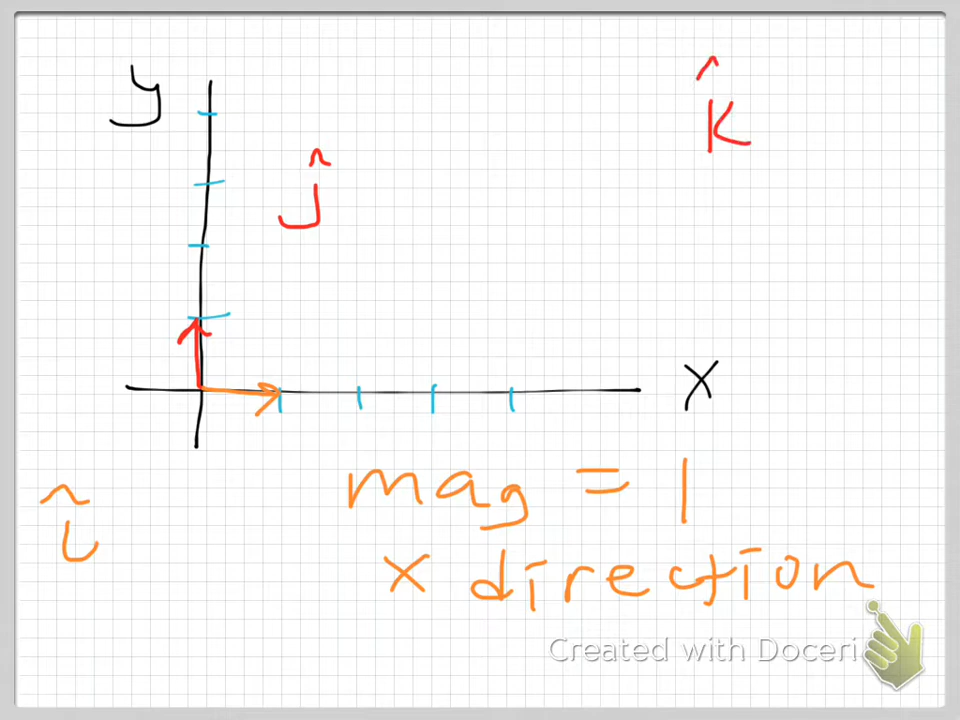 k̂
y
ĵ
x
mag = 1
î
x direction
Created with Doceri